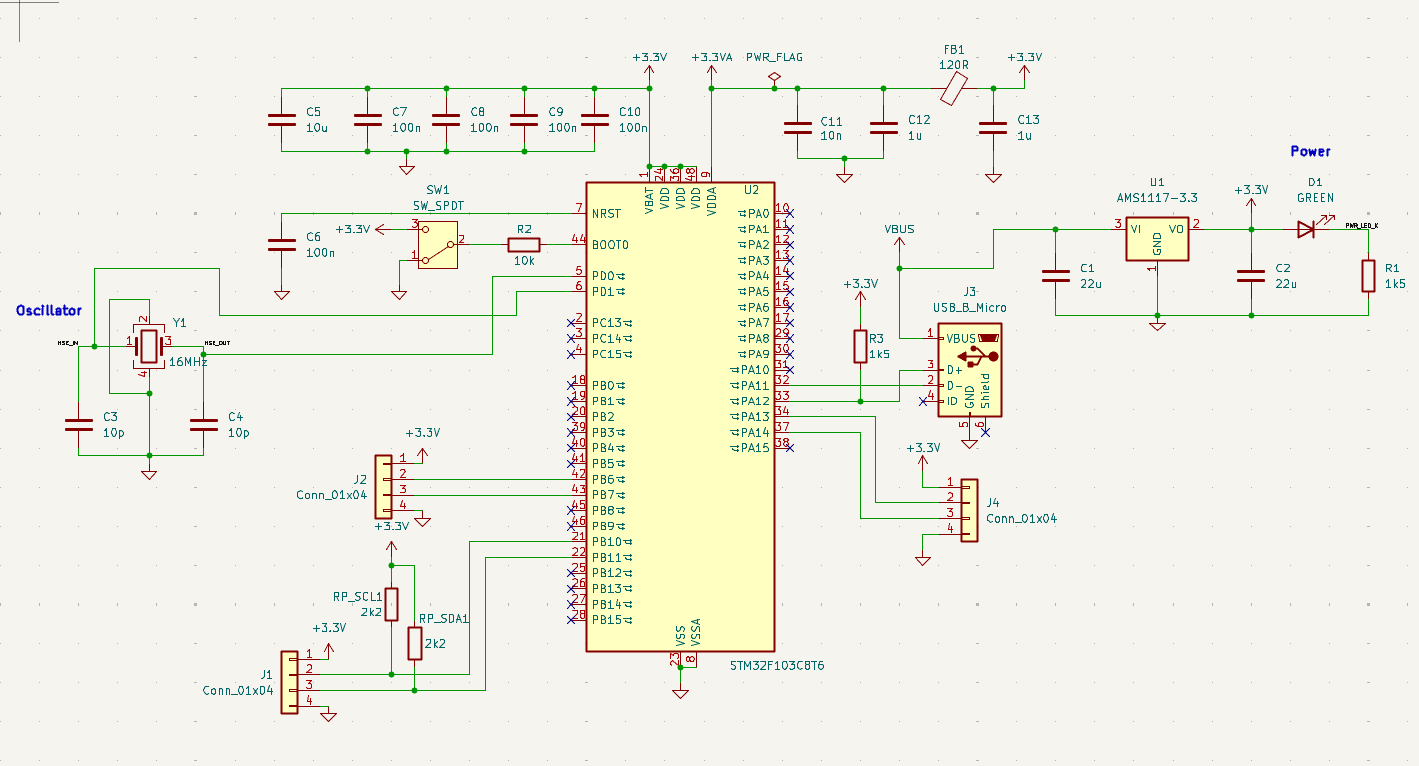 FB1
+3.3V
+3.3VA
PWR_FLAG
120R
+3.3V
C5
10u
C7
100n
C8
100n
C9
100n
C10
100n
C11
10n
C12
1u
C13
1u
Power
1
24
36
48
9
VBAT
VDD
VDD
VDD
VDDA
U2
SW1
SW_SPDT
+3.3V
3
2
1
C6
100n
R2
10k
7 NRST
44 BOOT0
5 PD0
6 PD1
2 PC13
3 PC14
4 PC15
18 PB0
19 PB1
20 PB2
39 PB3
40 PB4
41 PB5
42 PB6
43 PB7
45 PB8
46 PB9
21 PB10
22 PB11
25 PB12
26 PB13
27 PB14
28 PB15
PA0 10
PA1 11
PA2 12
PA3 13
PA4 14
PA5 15
PA6 16
PA7 17
PA8 29
PA9 30
PA10 31
PA11 32
PA12 33
PA13 34
PA14 37
PA15 38
VSS
VSSA
23
8
STM32F103C8T6
U1
AMS1117-3.3
3 VI
VO 2
GND
1
+3.3V
D1
GREEN
PWR_LED_K
C1
22u
C2
22u
R1
1k5
VBUS
+3.3V
R3
1k5
J3
USB_B_Micro
1 VBUS
3 D+
2 D-
4 ID
GND
Shield
5
6
Oscillator
HSE_IN
HSE_OUT
Y1
16MHz
1
2
3
4
C3
10p
C4
10p
+3.3V
J2
Conn_01x04
1
2
3
4
+3.3V
RP_SCL1
2k2
RP_SDA1
2k2
+3.3V
J1
Conn_01x04
1
2
3
4
+3.3V
J4
Conn_01x04
1
2
3
4